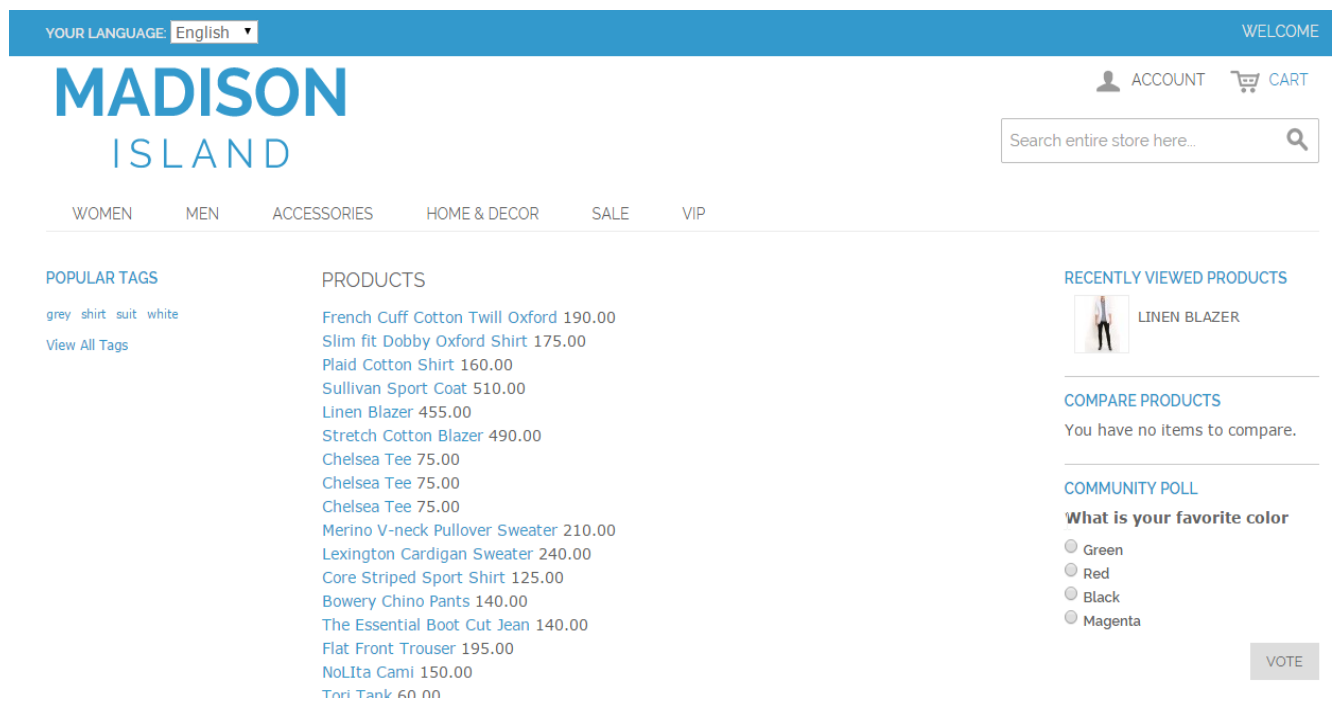 YOUR LANGUAGE: English
WELCOME
MADISON
ISLAND
ACCOUNT
CART
Search entire store here...
WOMEN MEN ACCESSORIES HOME & DECOR SALE VIP
POPULAR TAGS
grey shirt suit white
View All Tags
PRODUCTS
French Cuff Cotton Twill Oxford 190.00
Slim fit Dobby Oxford Shirt 175.00
Plaid Cotton Shirt 160.00
Sullivan Sport Coat 510.00
Linen Blazer 455.00
Stretch Cotton Blazer 490.00
Chelsea Tee 75.00
Chelsea Tee 75.00
Chelsea Tee 75.00
Merino V-neck Pullover Sweater 210.00
Lexington Cardigan Sweater 240.00
Core Striped Sport Shirt 125.00
Bowery Chino Pants 140.00
The Essential Boot Cut Jean 140.00
Flat Front Trouser 195.00
NoLIta Cami 150.00
Tori Tank 60.00
RECENTLY VIEWED PRODUCTS
LINEN BLAZER
COMPARE PRODUCTS
You have no items to compare.
COMMUNITY POLL
What is your favorite color
Green
Red
Black
Magenta
VOTE